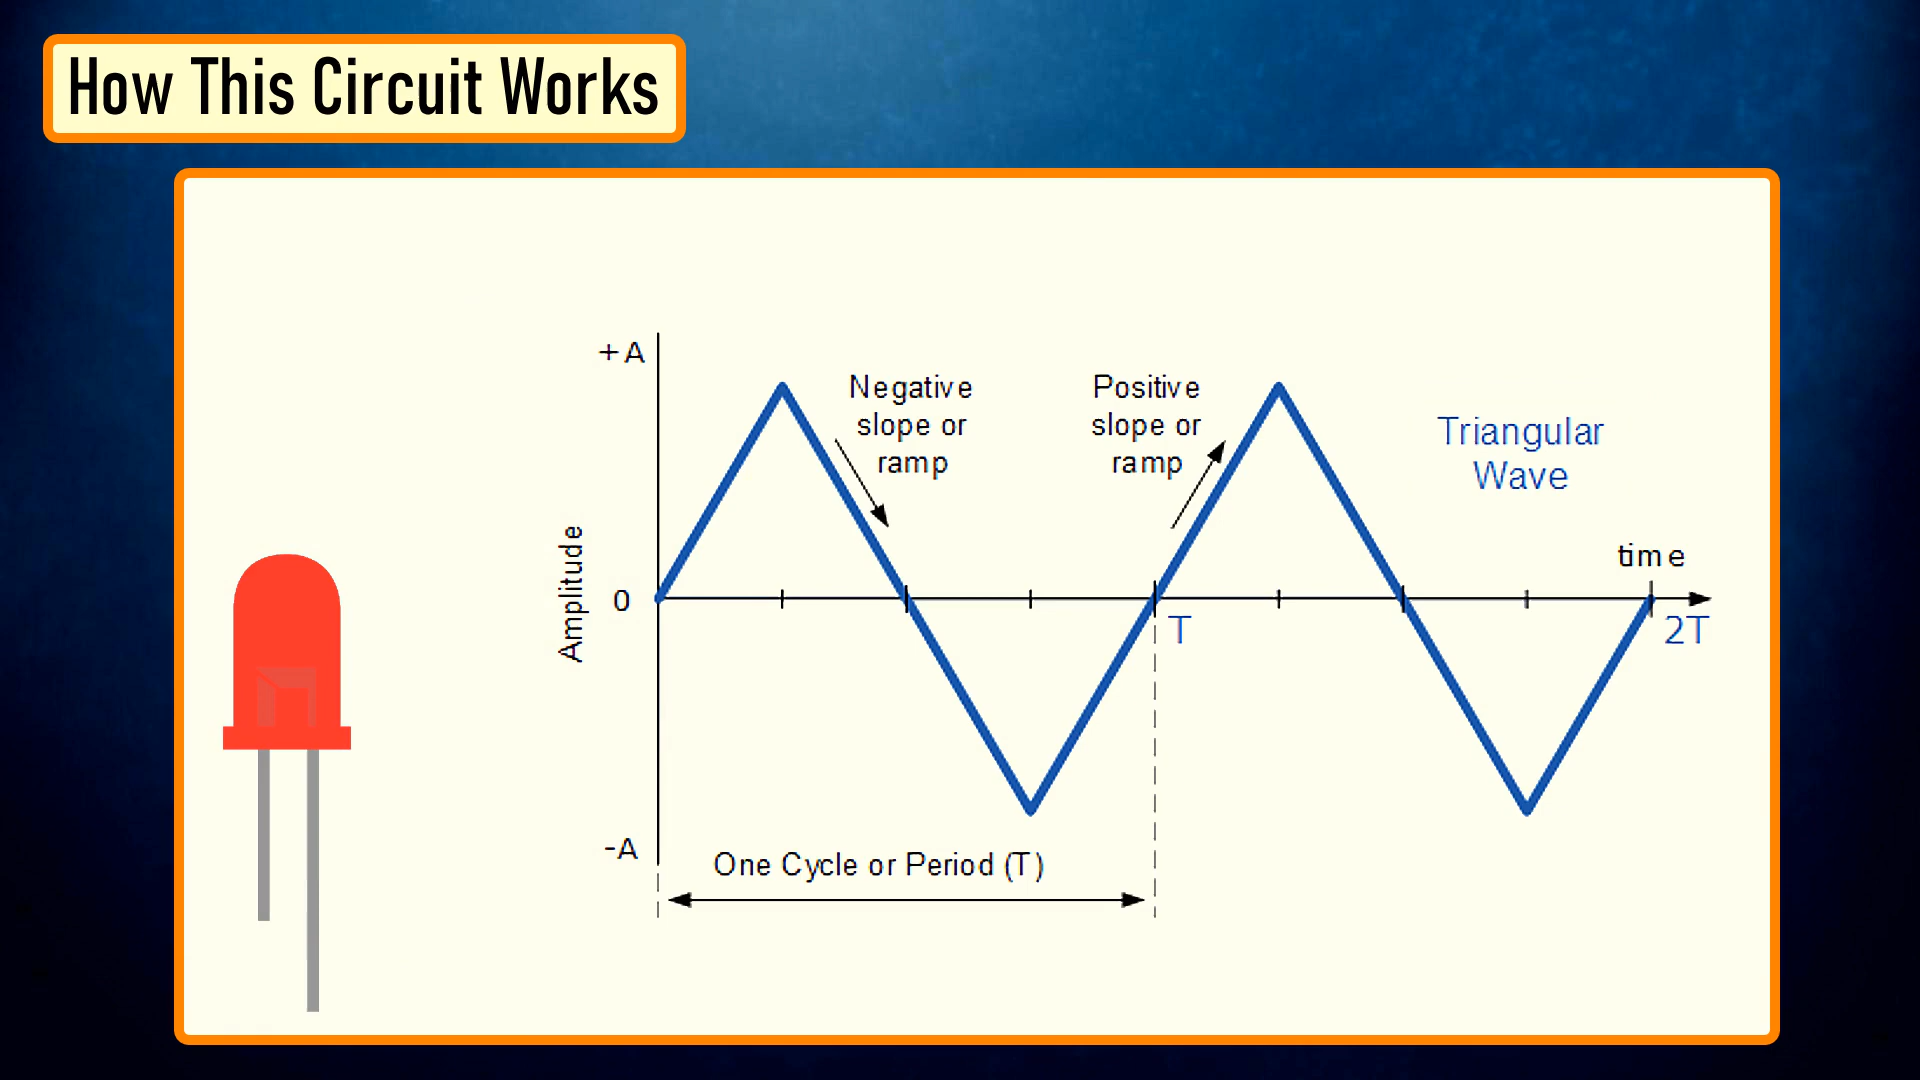 How This Circuit Works
+A
Negative
slope or
ramp
Positive
slope or
ramp
Triangular
Wave
time
Amplitude
0
T
2T
-A
One Cycle or Period (T)